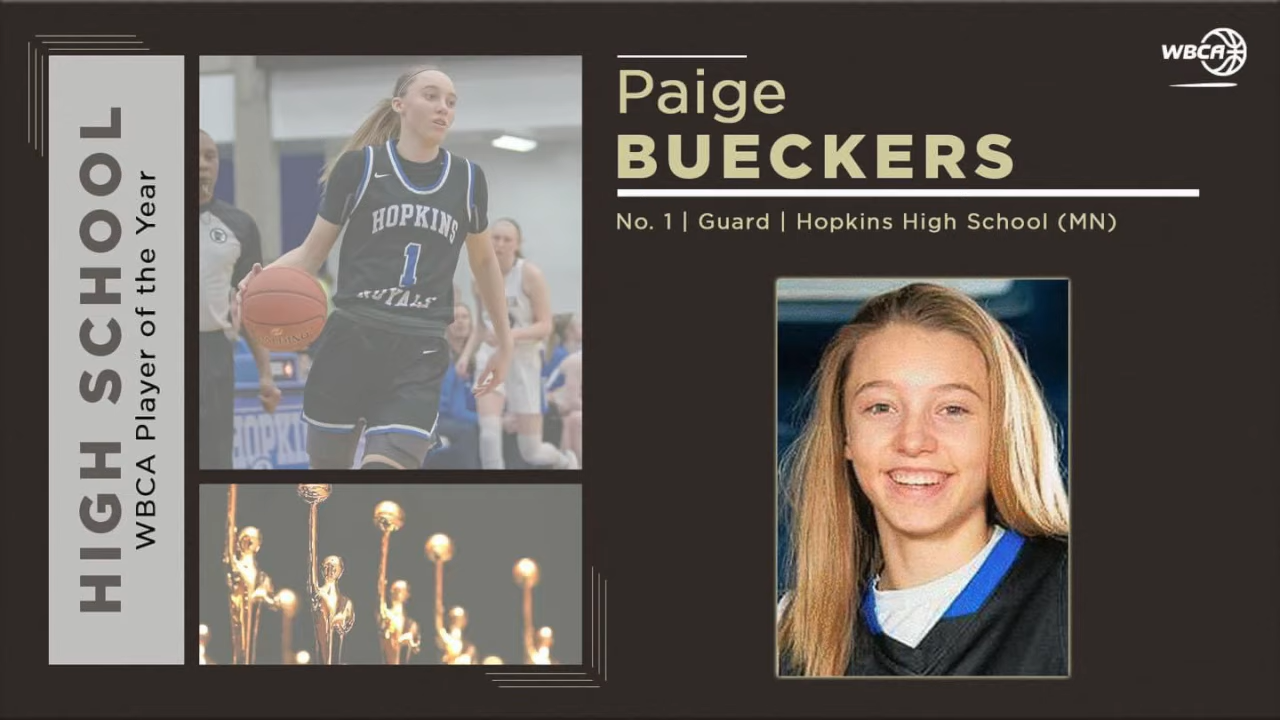 HIGH SCHOOL
WBCA Player of the Year
HOPKINS
1
ROYALS
HOPKI
WBCA
Paige
BUECKERS
No. 1 | Guard | Hopkins High School (MN)